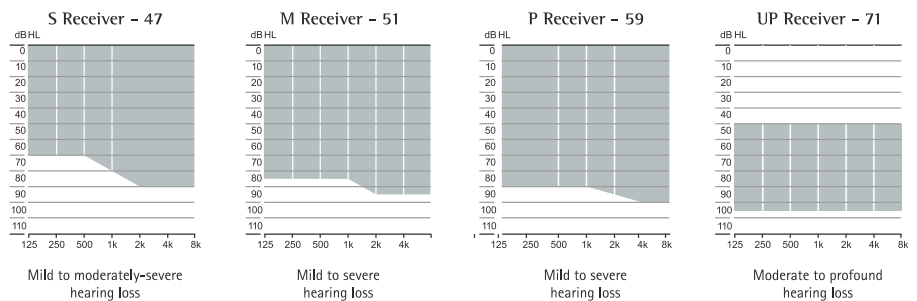 S Receiver – 47
dB HL
0
10
20
30
40
50
60
70
80
90
100
110
125 250 500 1k 2k 4k 8k
Mild to moderately-severe
hearing loss
M Receiver – 51
dB HL
0
10
20
30
40
50
60
70
80
90
100
110
125 250 500 1k 2k 4k
Mild to severe
hearing loss
P Receiver – 59
dB HL
0
10
20
30
40
50
60
70
80
90
100
110
125 250 500 1k 2k 4k 8k
Mild to severe
hearing loss
UP Receiver – 71
dB HL
0
10
20
30
40
50
60
70
80
90
100
110
125 250 500 1k 2k 4k 8k
Moderate to profound
hearing loss